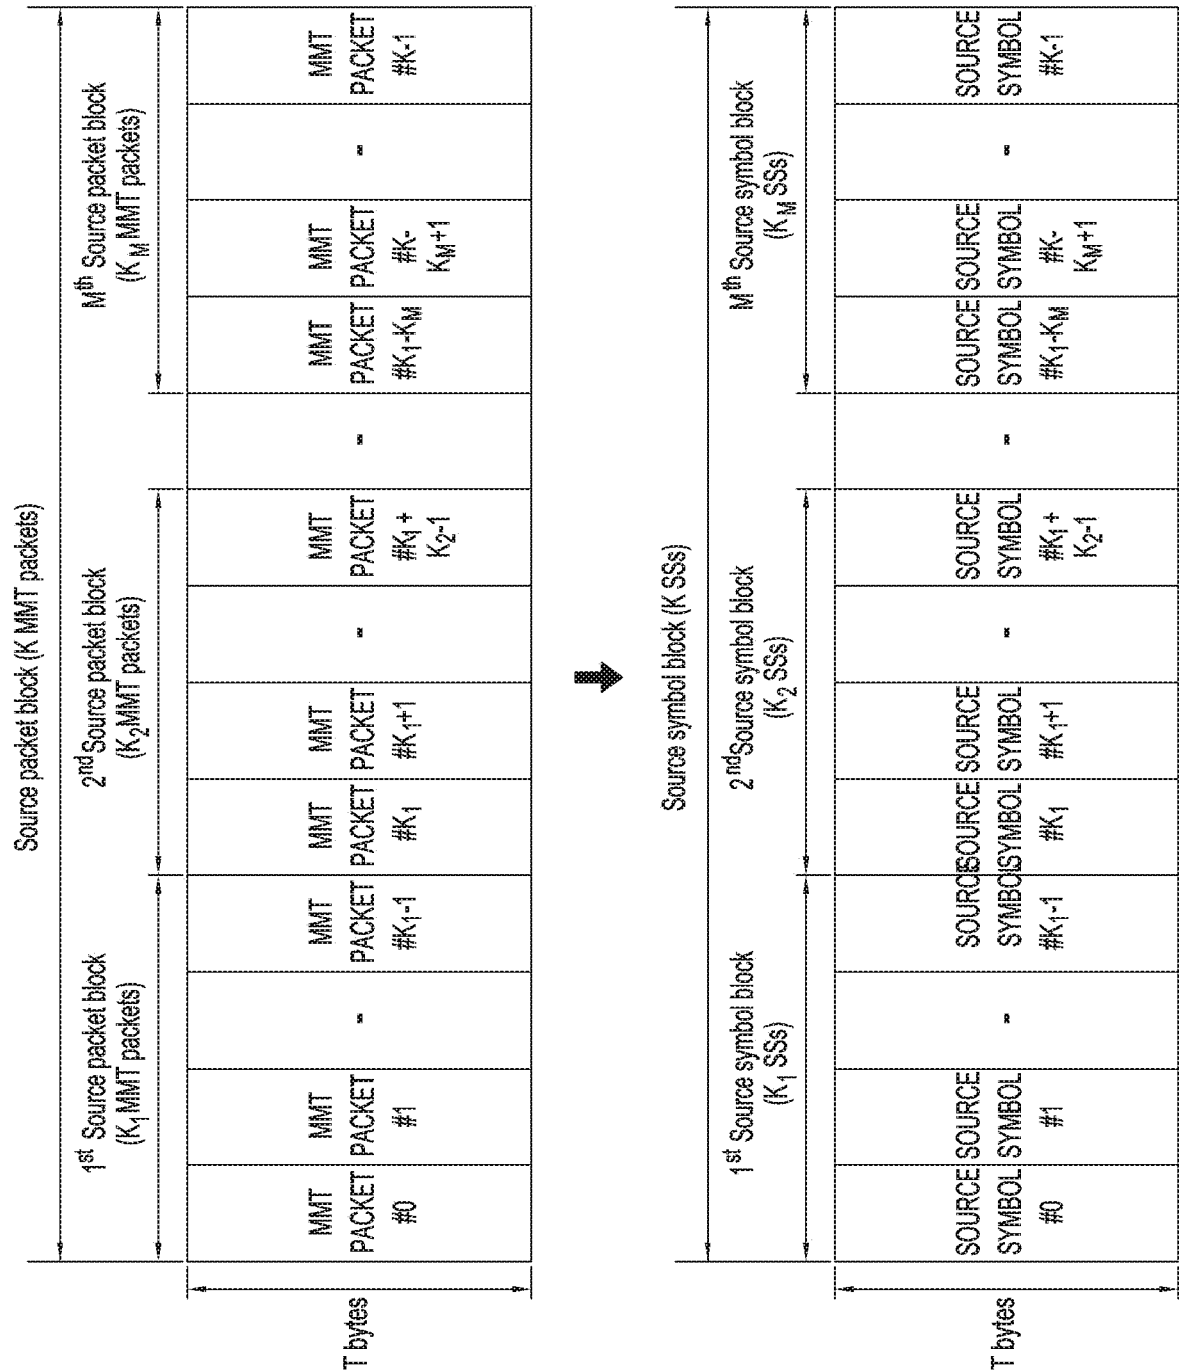 Source packet block (K MMT packets)
1st Source packet block
(K1 MMT packets)
2nd Source packet block
(K2 MMT packets)
Mth Source packet block
(KM MMT packets)
T bytes
MMT
PACKET
#0
MMT
PACKET
#1
MMT
PACKET
#K1-1
MMT
PACKET
#K1
MMT
PACKET
#K1+1
MMT
PACKET
#K1+
K2-1
MMT
PACKET
#K1-KM
MMT
PACKET
#K-
KM+1
MMT
PACKET
#K-1
Source symbol block (K SSs)
1st Source symbol block
(K1 SSs)
2nd Source symbol block
(K2 SSs)
Mth Source symbol block
(KM SSs)
T bytes
SOURCE
SYMBOL
#0
SOURCE
SYMBOL
#1
SOURCE
SYMBOL
#K1-1
SOURCE
SYMBOL
#K1
SOURCE
SYMBOL
#K1+1
SOURCE
SYMBOL
#K1+
K2-1
SOURCE
SYMBOL
#K1-KM
SOURCE
SYMBOL
#K-
KM+1
SOURCE
SYMBOL
#K-1